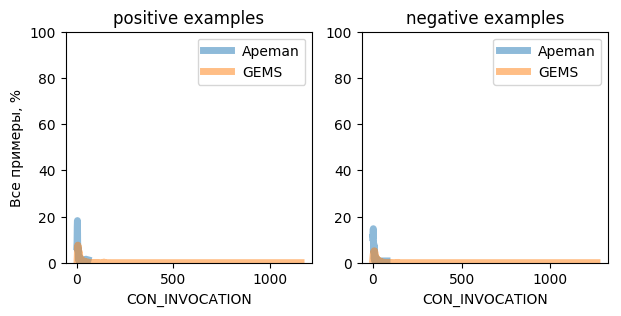 positive examples
negative examples
Все примеры, %
100
80
60
40
20
0
Apeman
GEMS
0
500
1000
CON_INVOCATION
100
80
60
40
20
0
Apeman
GEMS
0
500
1000
CON_INVOCATION